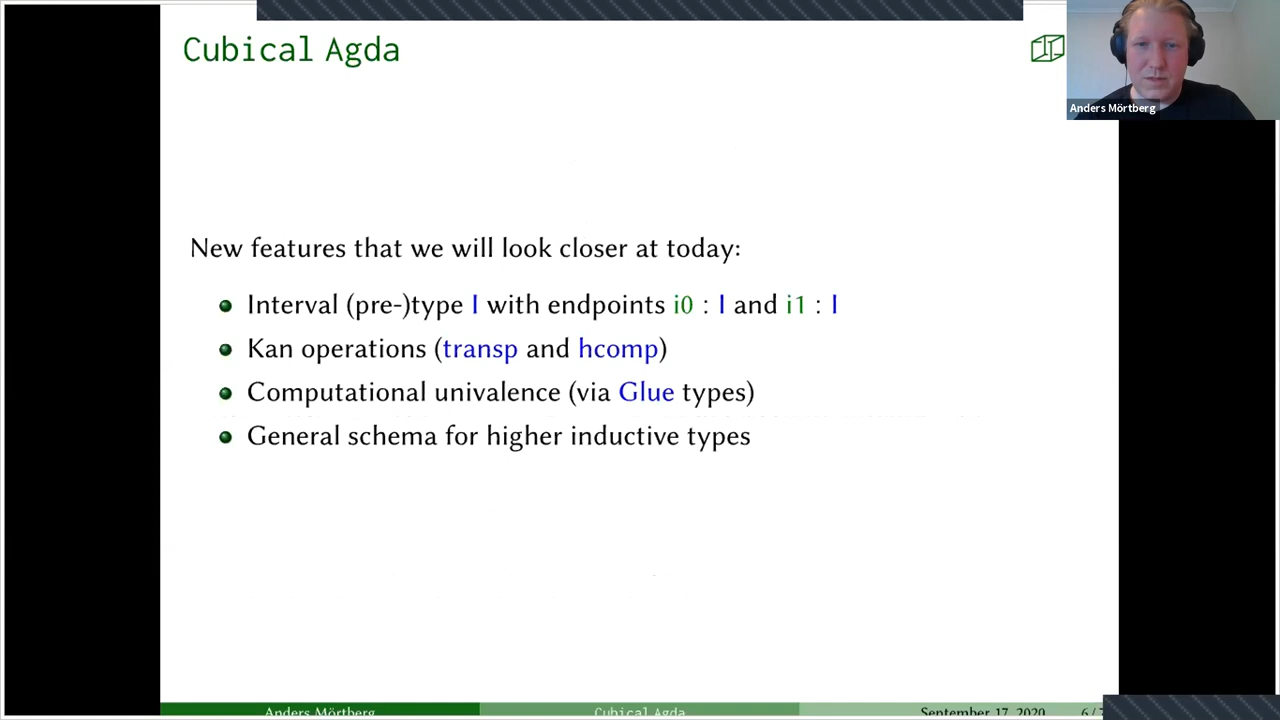 Cubical Agda
Anders Mörtberg
New features that we will look closer at today:
Interval (pre-)type I with endpoints i0 : I and i1 : I
Kan operations (transp and hcomp)
Computational univalence (via Glue types)
General schema for higher inductive types
Anders Mörtberg
Cubical Agda
September 17, 2020
6/